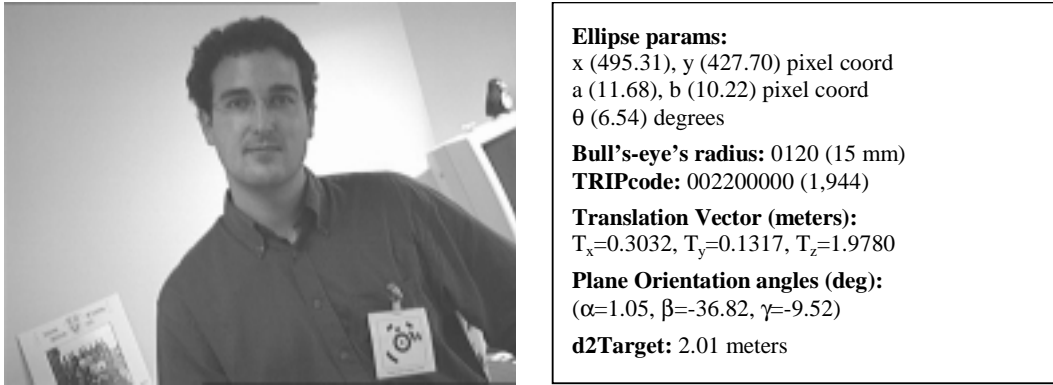 Ellipse params:
x (495.31), y (427.70) pixel coord
a (11.68), b (10.22) pixel coord
θ (6.54) degrees
Bull's-eye's radius: 0120 (15 mm)
TRIPcode: 002200000 (1,944)
Translation Vector (meters):
Tx=0.3032, Ty=0.1317, Tz=1.9780
Plane Orientation angles (deg):
(α=1.05, β=-36.82, γ=-9.52)
d2Target: 2.01 meters